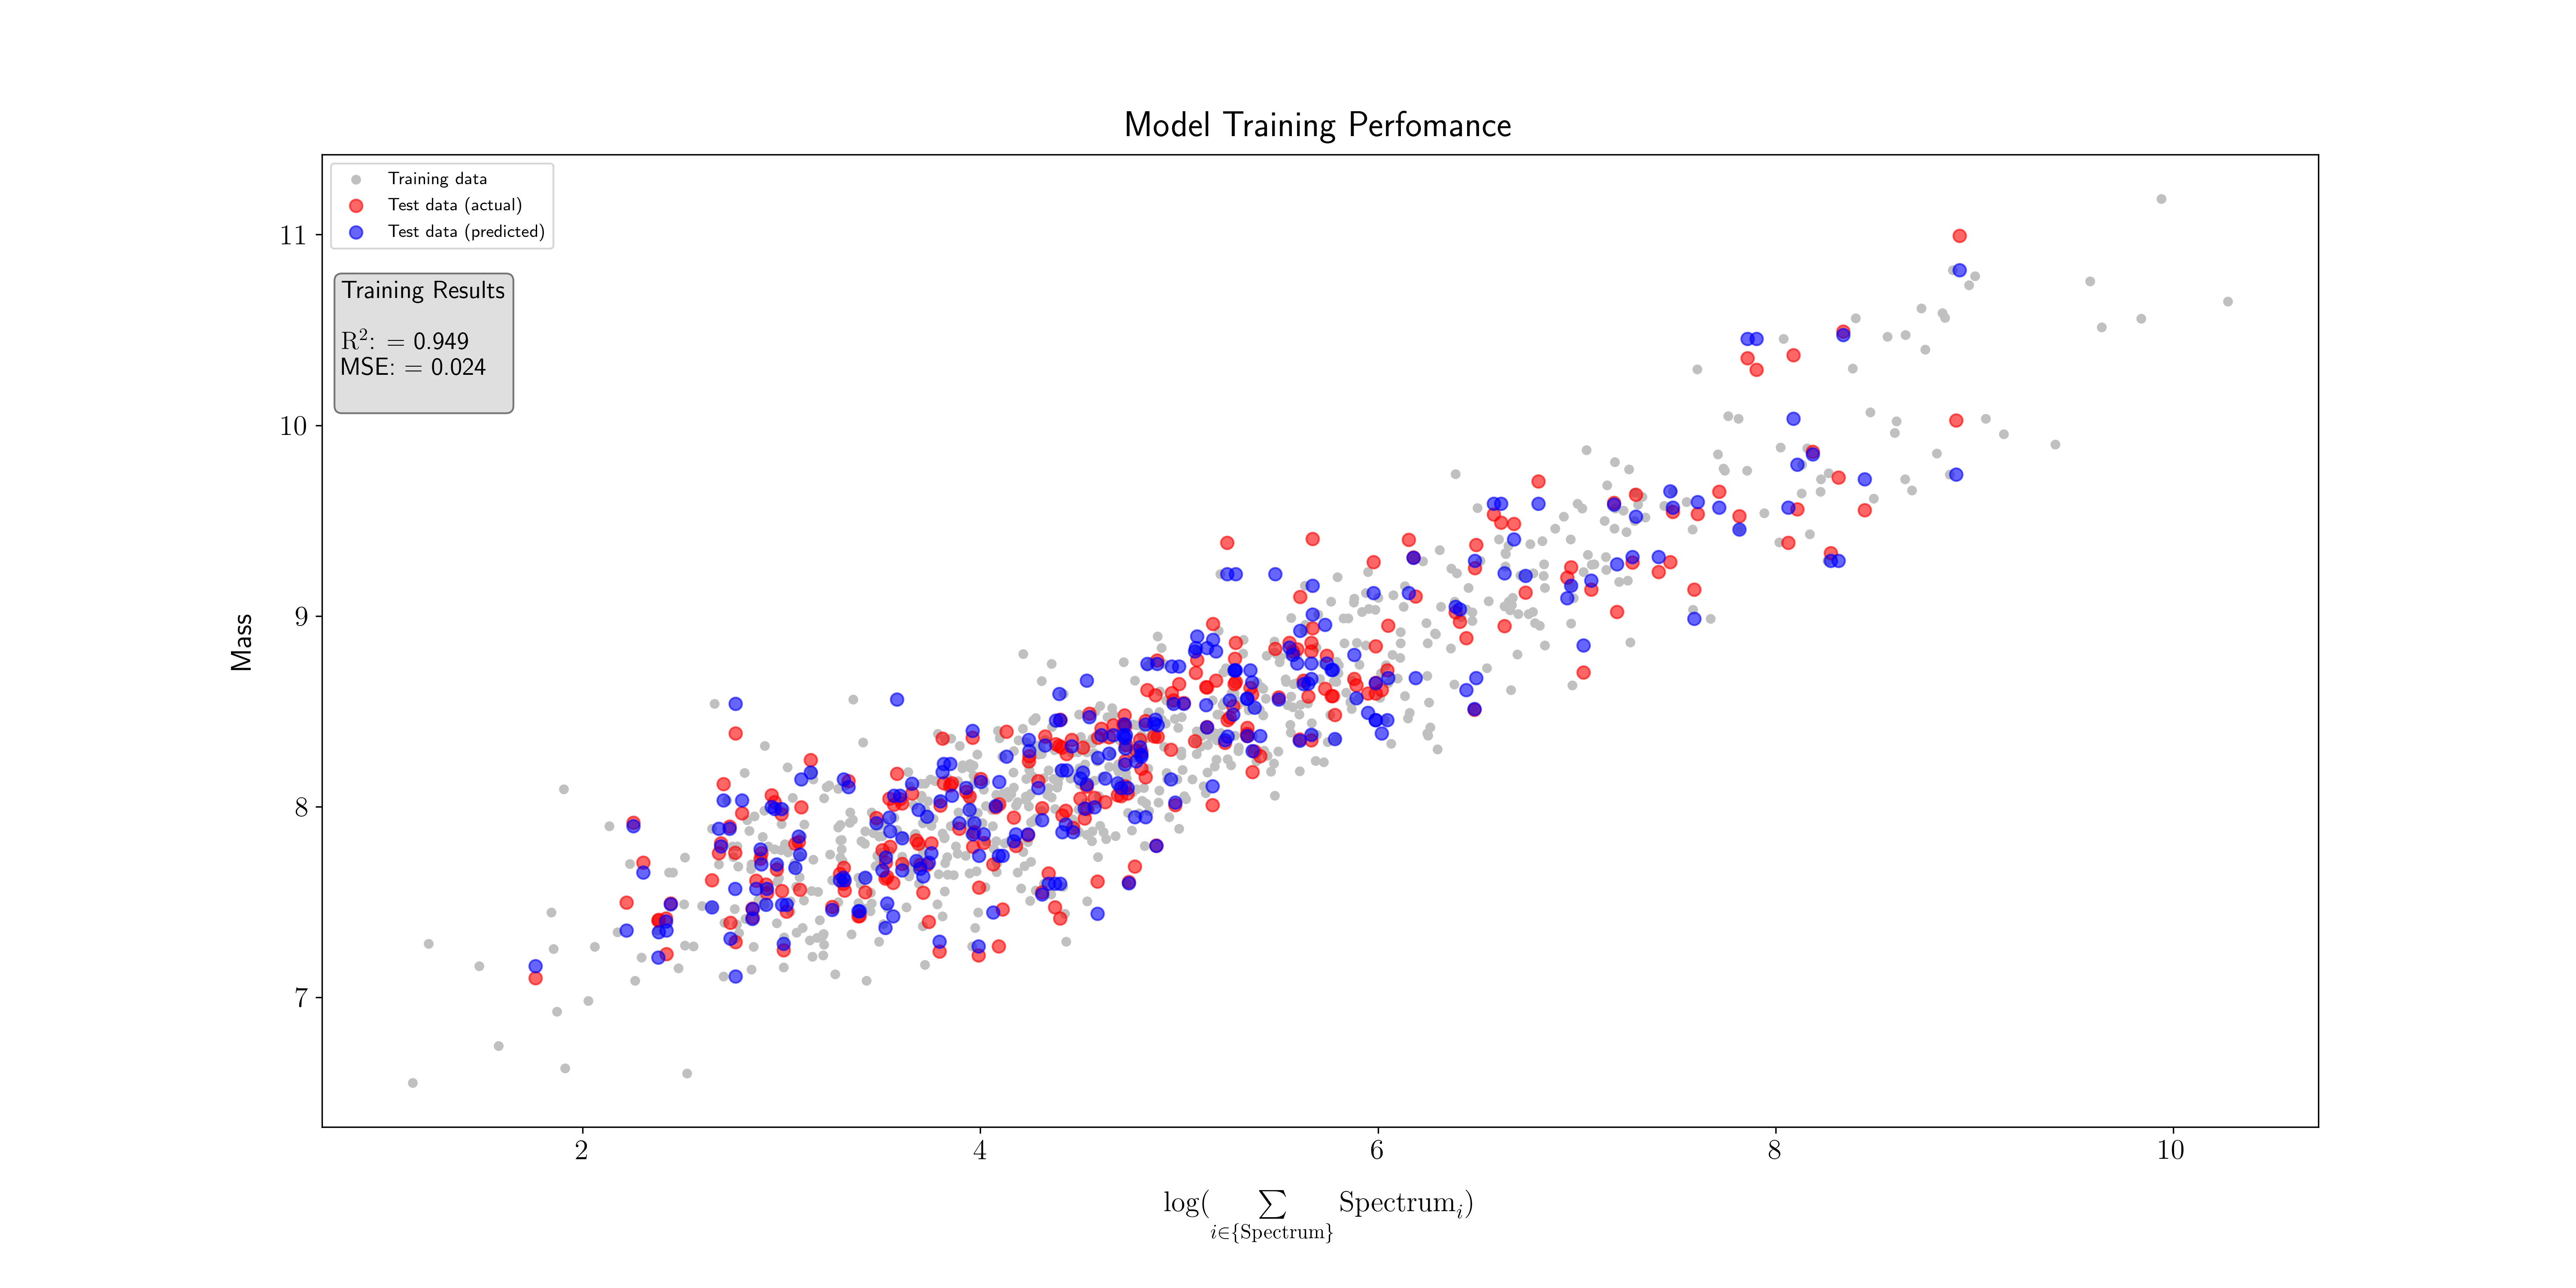 Model Training Perfomance
Training data
Test data (actual)
Test data (predicted)
Training Results
R²: = 0.949
MSE: = 0.024
Mass
11
10
9
8
7
2 4 6 8 10
log( ∑ Spectrumᵢ)
i∈{Spectrum}